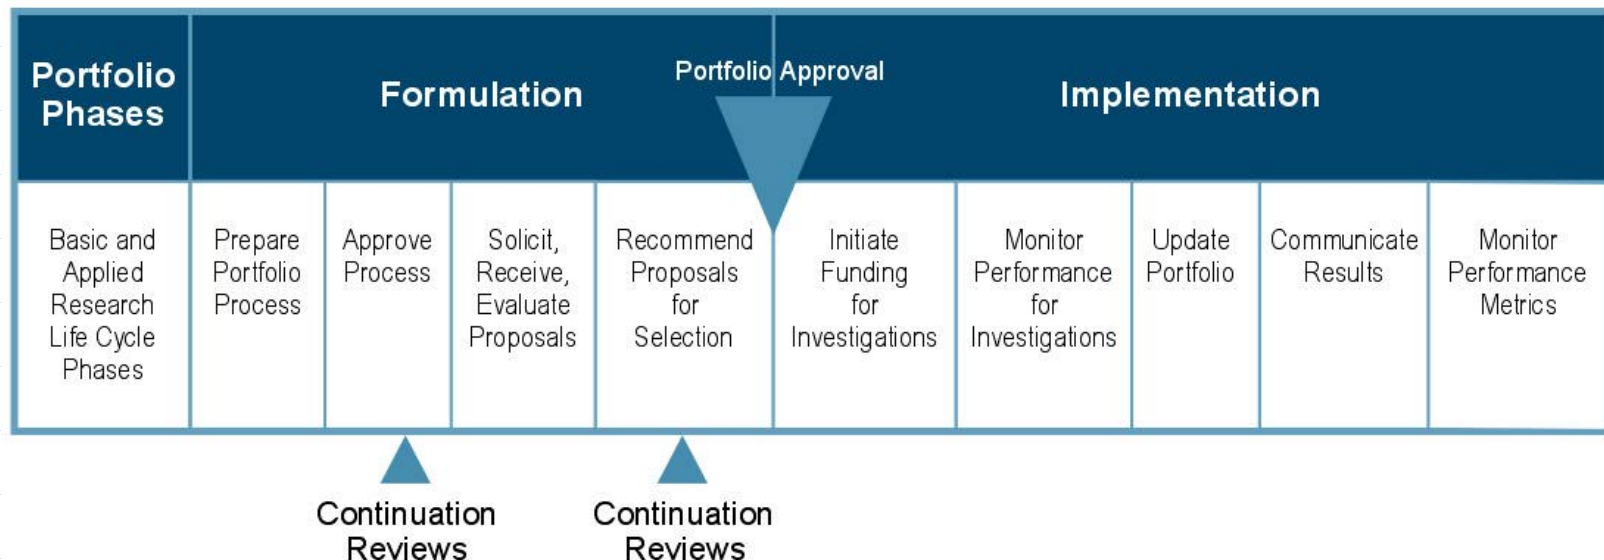 Portfolio
Phases
Formulation
Portfolio Approval
Implementation
Basic and
Applied
Research
Life Cycle
Phases
Prepare
Portfolio
Process
Approve
Process
Solicit,
Receive,
Evaluate
Proposals
Recommend
Proposals
for
Selection
Initiate
Funding
for
Investigations
Monitor
Performance
for
Investigations
Update
Portfolio
Communicate
Results
Monitor
Performance
Metrics
Continuation
Reviews
Continuation
Reviews